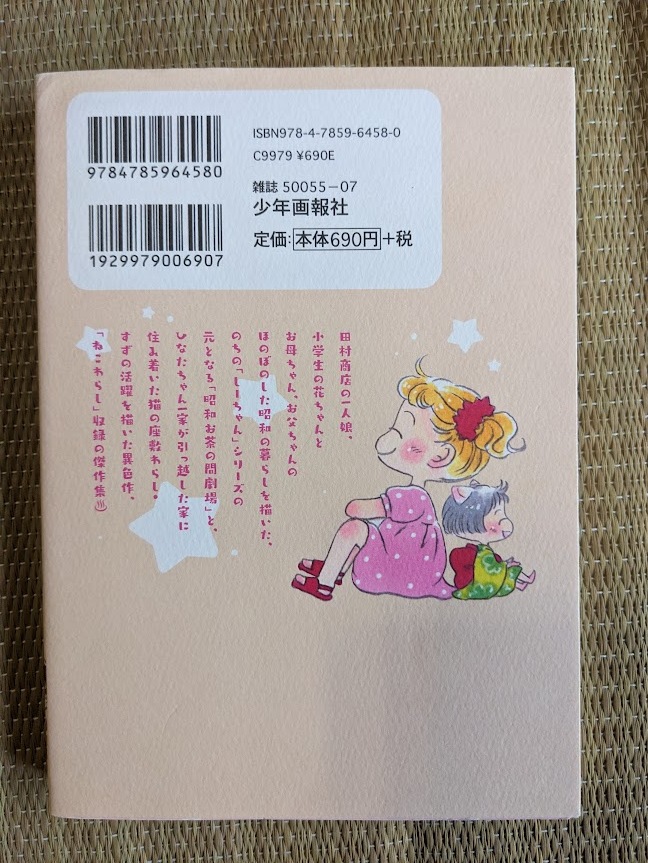 ISBN978-4-7859-6458-0
C9979 ¥690E
9784785964580
雑誌 50055-07
少年画報社
定価:本体690円+税
1929979006907
田村商店の一人娘、
小学生の花ちゃんと
お母ちゃん、お父ちゃんの
ほのぼのした昭和の暮らしを描いた、
のちの「しーちゃん」シリーズの
元となる「昭和お茶の間劇場」と、
ひなたちゃん一家が引っ越した家に
住み着いた猫の座敷わらし・
すずの活躍を描いた異色作、
「ねこわらし」収録の傑作集♨